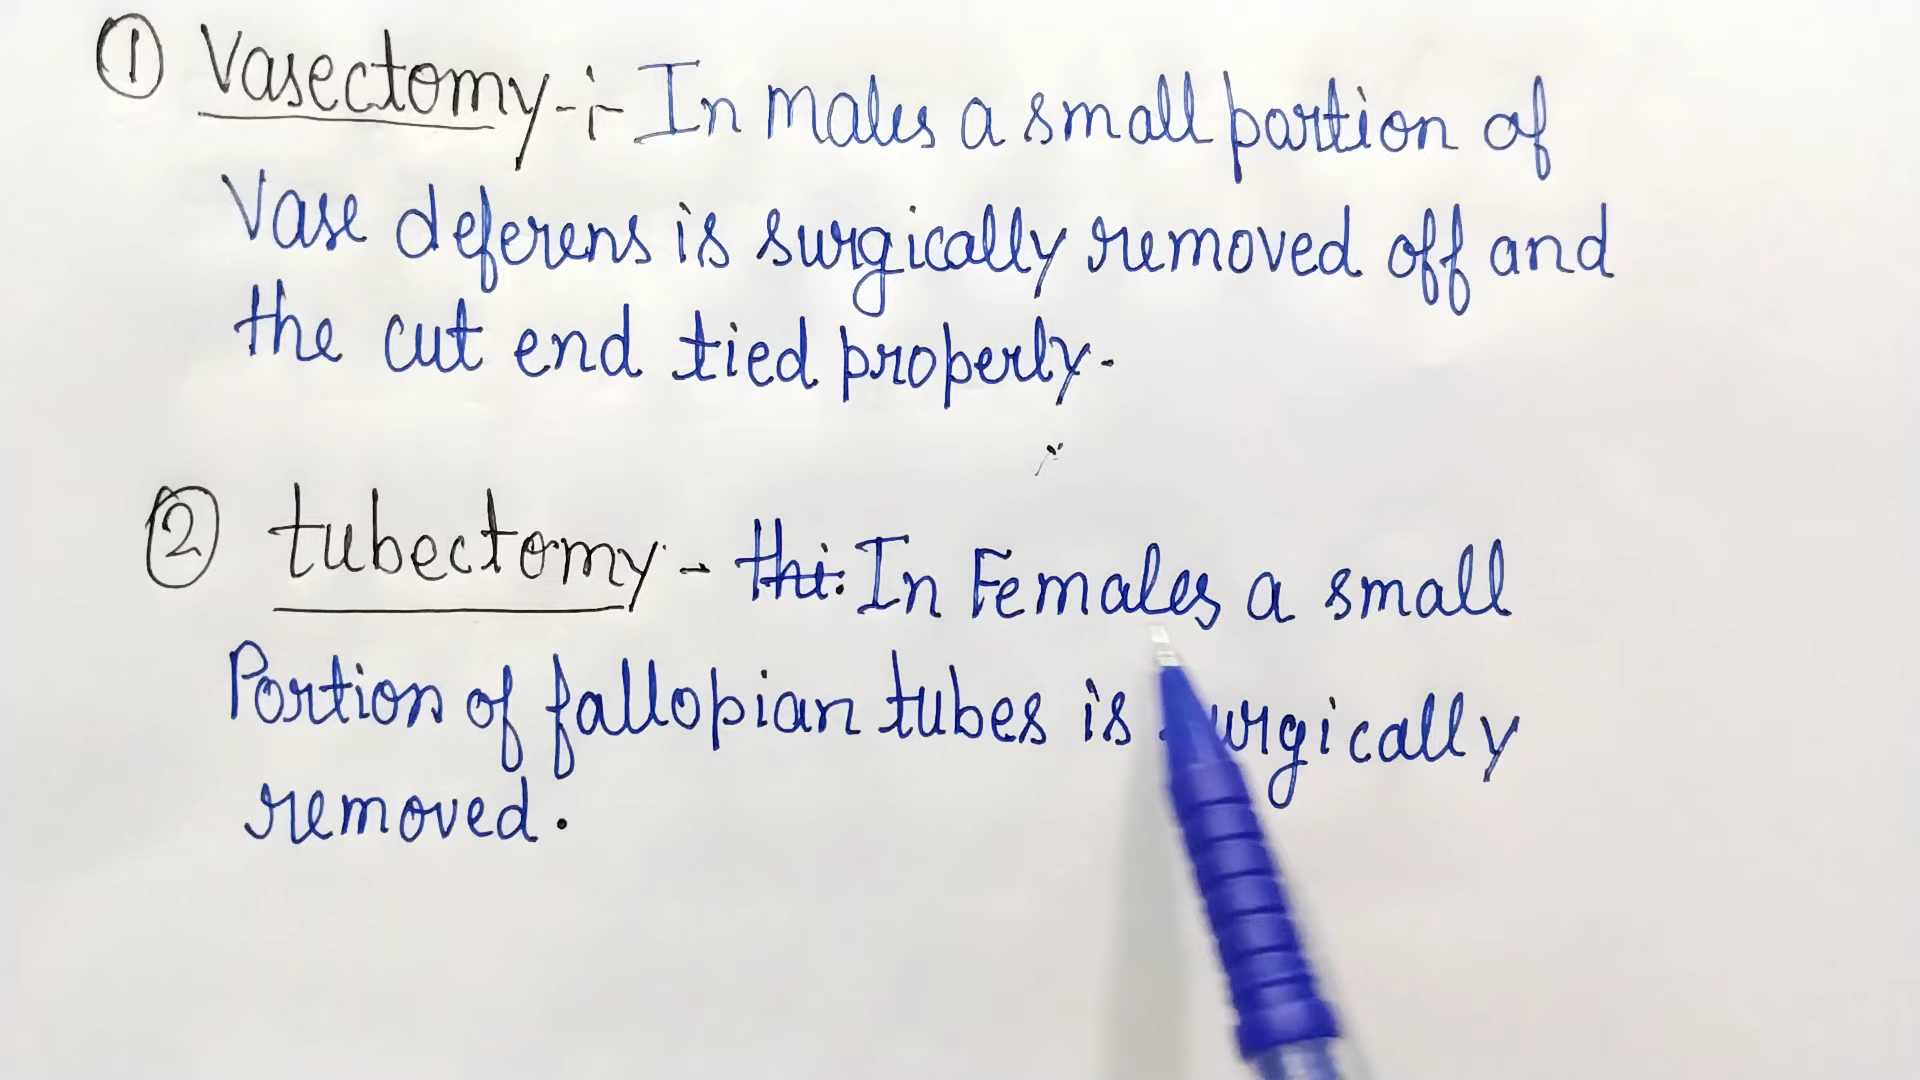 ① Vasectomy-:- In males a small portion of
Vase deferens is surgically removed off and
the cut end tied properly.
② tubectomy - thi. In Females a small
Portion of fallopian tubes is surgically
removed.